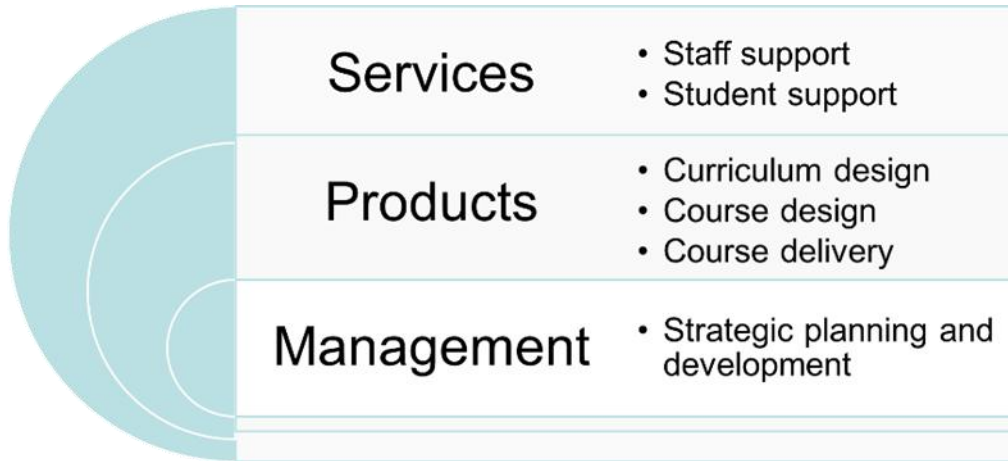 Services
• Staff support
• Student support
Products
• Curriculum design
• Course design
• Course delivery
Management
• Strategic planning and
development